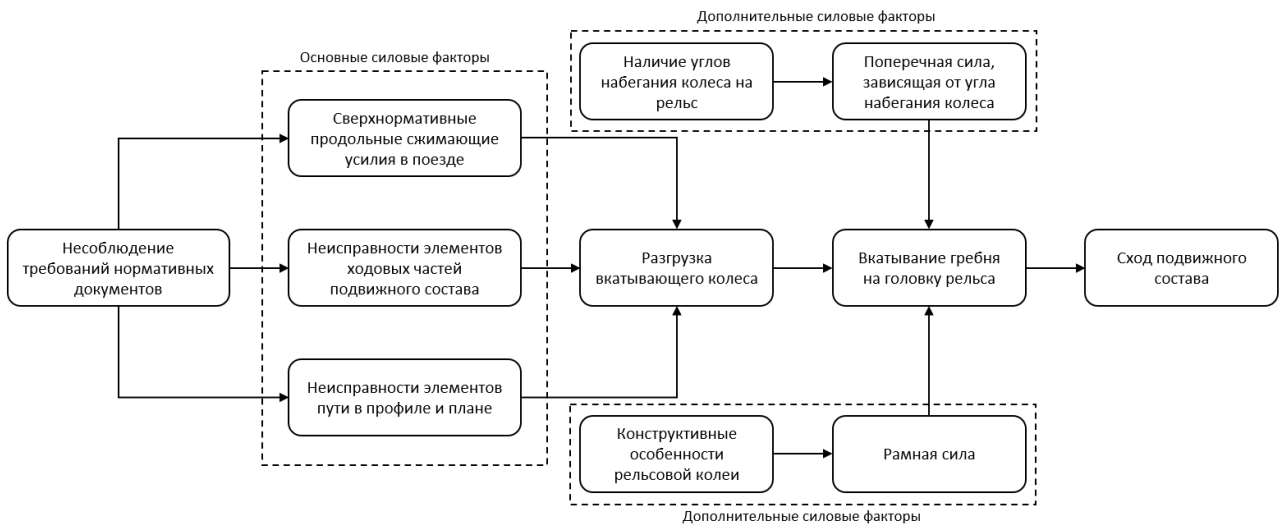 Дополнительные силовые факторы
Основные силовые факторы
Наличие углов
набегания колеса на
рельс
Поперечная сила,
зависящая от угла
набегания колеса
Сверхнормативные
продольные сжимающие
усилия в поезде
Несоблюдение
требований нормативных
документов
Неисправности элементов
ходовых частей
подвижного состава
Разгрузка
вкатывающего колеса
Вкатывание гребня
на головку рельса
Сход подвижного
состава
Неисправности элементов
пути в профиле и плане
Конструктивные
особенности
рельсовой колеи
Рамная сила
Дополнительные силовые факторы